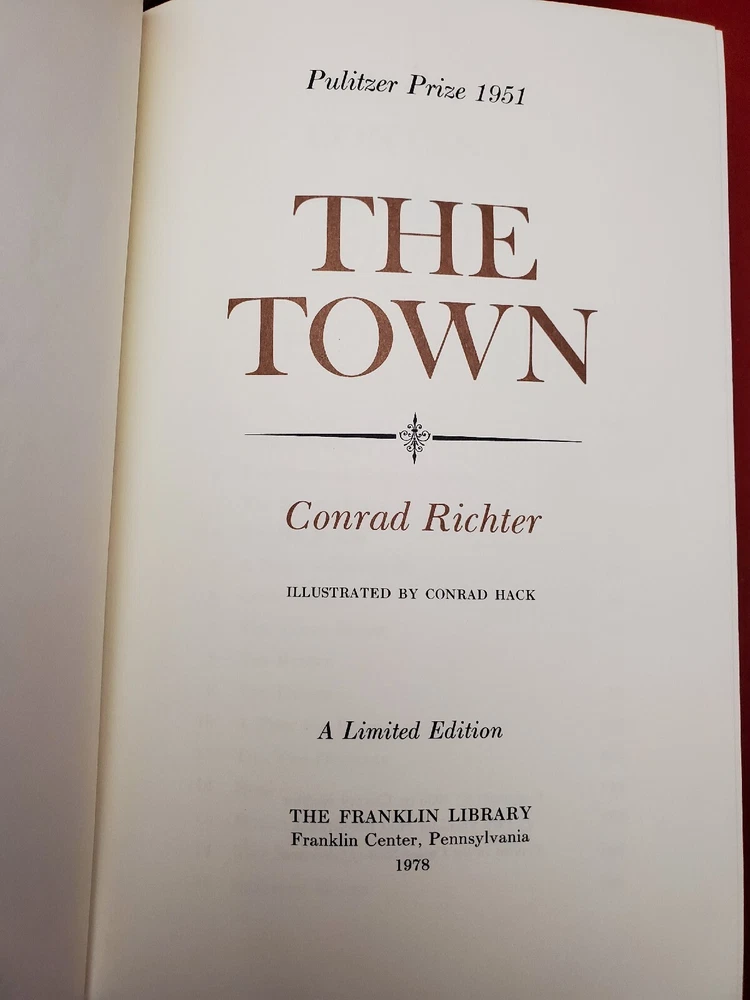 Pulitzer Prize 1951
THE
TOWN
Conrad Richter
ILLUSTRATED BY CONRAD HACK
A Limited Edition
THE FRANKLIN LIBRARY
Franklin Center, Pennsylvania
1978